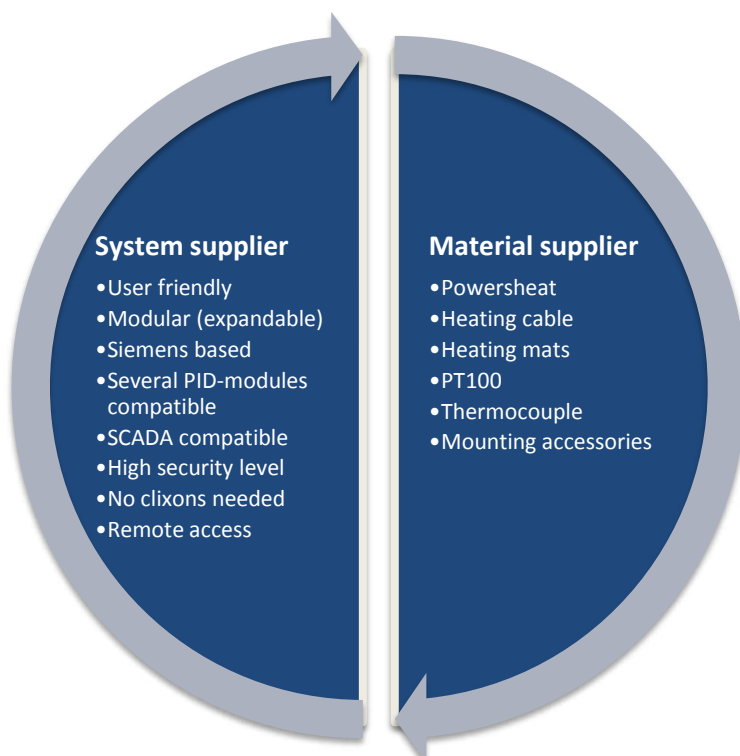 System supplier
•User friendly
•Modular (expandable)
•Siemens based
•Several PID-modules
compatible
•SCADA compatible
•High security level
•No clixons needed
•Remote access
Material supplier
•Powersheat
•Heating cable
•Heating mats
•PT100
•Thermocouple
•Mounting accessories